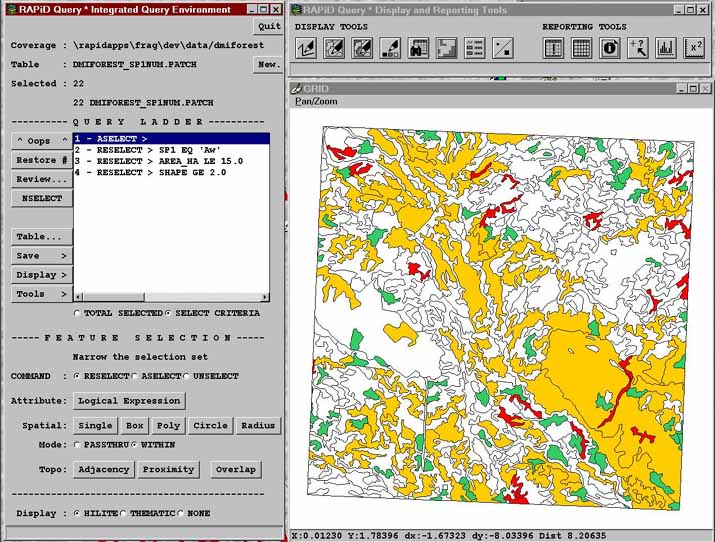 RAPiD Query * Integrated Query Environment
Quit
Coverage : \rapidapps\frag\dev\data/dmiforest
Table : DMIFOREST_SP1NUM.PATCH
New.
Selected : 22
22 DMIFOREST_SP1NUM.PATCH
---------- Q U E R Y   L A D D E R ----------
^ Oops ^
Restore #
Review...
NSELECT
Table...
Save >
Display >
Tools >
1 - ASELECT >
2 - RESELECT > SP1 EQ 'Aw'
3 - RESELECT > AREA_HA LE 15.0
4 - RESELECT > SHAPE GE 2.0
TOTAL SELECTED SELECT CRITERIA
----- F E A T U R E   S E L E C T I O N -----
Narrow the selection set
COMMAND : RESELECT ASELECT UNSELECT
Attribute: Logical Expression
Spatial: Single Box Poly Circle Radius
Mode: PASSTHRU WITHIN
Topo: Adjacency Proximity Overlap
Display : HILITE THEMATIC NONE
RAPiD Query * Display and Reporting Tools
DISPLAY TOOLS
REPORTING TOOLS
GRID
Pan/Zoom
X:0.01230 Y:1.78396 dx:-1.67323 dy:-8.03396 Dist 8.20635